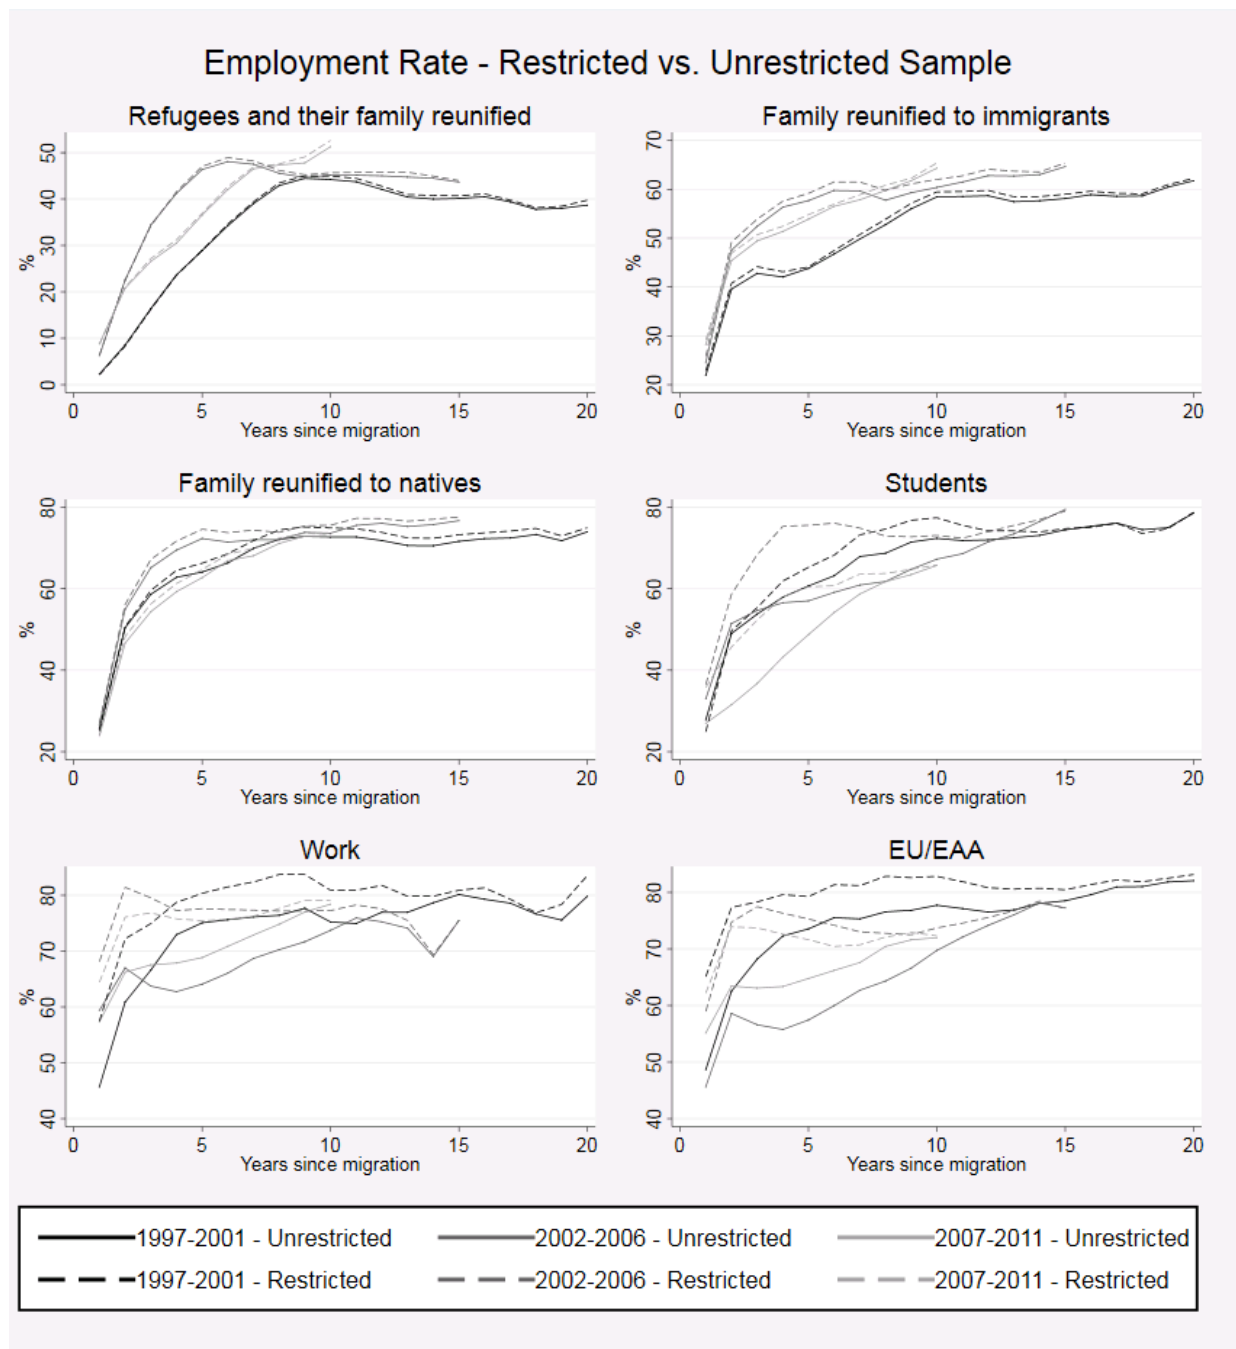 Employment Rate - Restricted vs. Unrestricted Sample
Refugees and their family reunified
50
40
30
20
10
0
%
0 5 10 15 20
Years since migration
Family reunified to immigrants
70
60
50
40
30
20
%
0 5 10 15 20
Years since migration
Family reunified to natives
80
60
40
20
%
0 5 10 15 20
Years since migration
Students
80
60
40
20
%
0 5 10 15 20
Years since migration
Work
80
70
60
50
40
%
0 5 10 15 20
Years since migration
EU/EAA
80
70
60
50
40
%
0 5 10 15 20
Years since migration
1997-2001 - Unrestricted 2002-2006 - Unrestricted 2007-2011 - Unrestricted
1997-2001 - Restricted 2002-2006 - Restricted 2007-2011 - Restricted